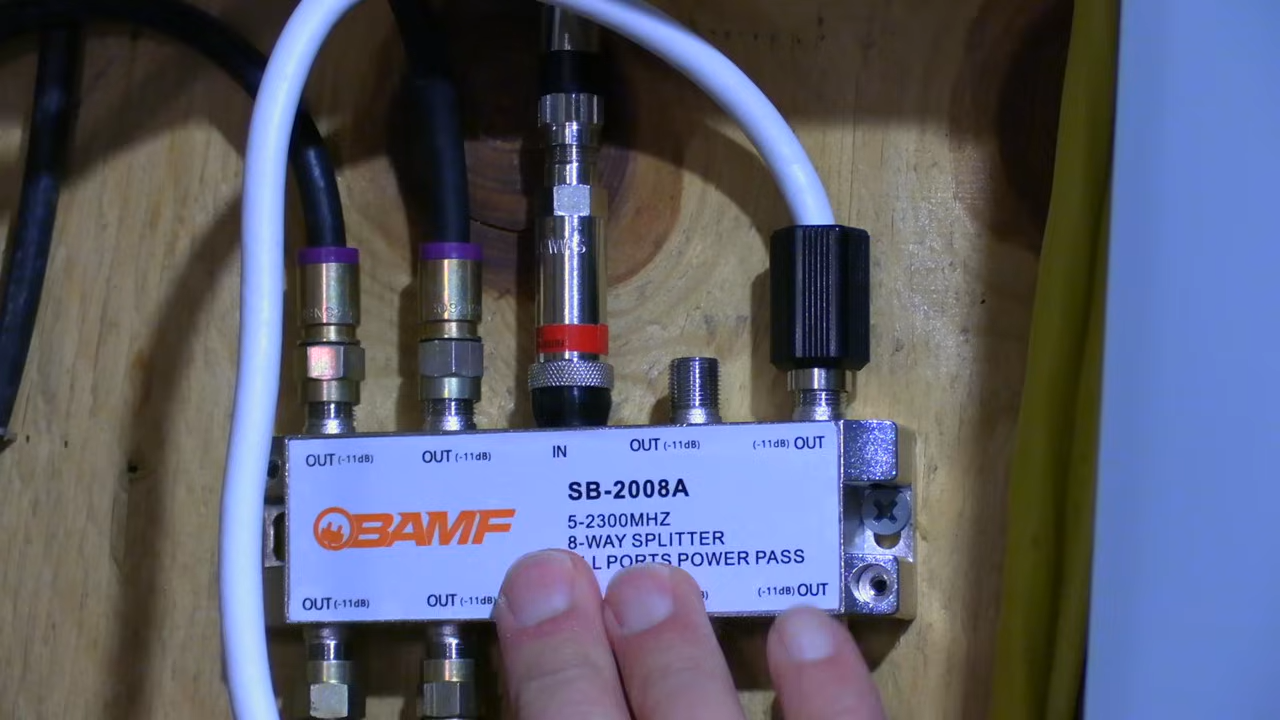 OUT (-11dB) OUT (-11dB) IN OUT (-11dB) (-11dB) OUT
SB-2008A
BAMF
5-2300MHZ
8-WAY SPLITTER
PORTS POWER PASS
OUT (-11dB) OUT (-11dB) (-11dB) OUT